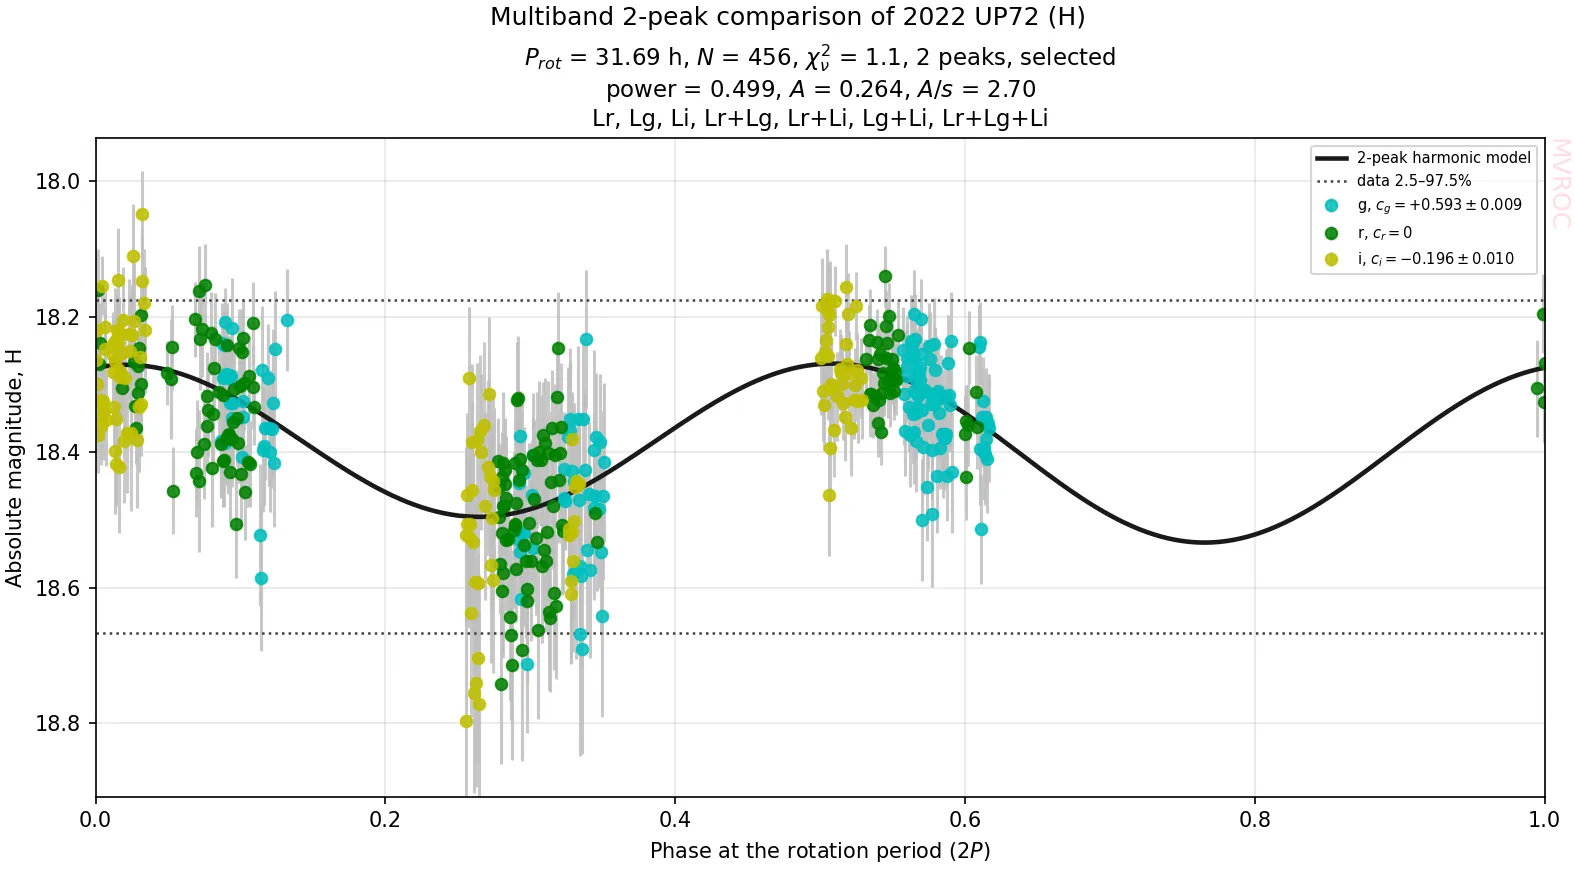 Multiband 2-peak comparison of 2022 UP72 (H)
P_rot = 31.69 h, N = 456, χ²_ν = 1.1, 2 peaks, selected
power = 0.499, A = 0.264, A/s = 2.70
Lr, Lg, Li, Lr+Lg, Lr+Li, Lg+Li, Lr+Lg+Li
2-peak harmonic model
data 2.5–97.5%
g, c_g = +0.593 ± 0.009
r, c_r = 0
i, c_i = −0.196 ± 0.010
MVROC
Absolute magnitude, H
18.0
18.2
18.4
18.6
18.8
0.0 0.2 0.4 0.6 0.8 1.0
Phase at the rotation period (2P)